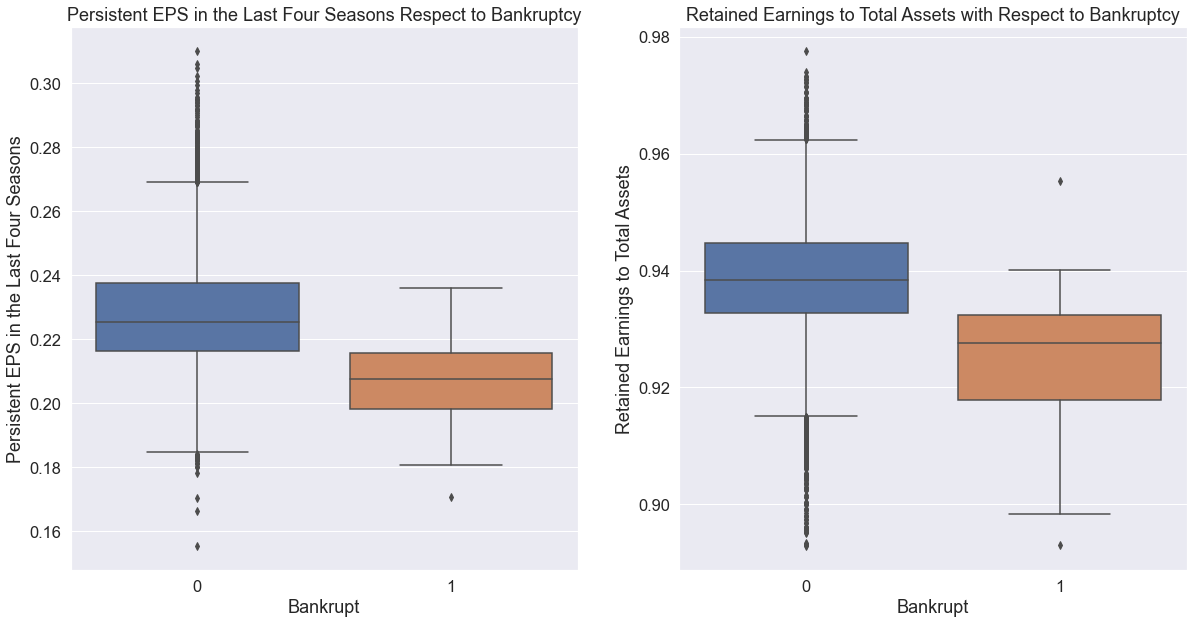 Persistent EPS in the Last Four Seasons Respect to Bankruptcy
Persistent EPS in the Last Four Seasons
0.30
0.28
0.26
0.24
0.22
0.20
0.18
0.16
0
1
Bankrupt
Retained Earnings to Total Assets with Respect to Bankruptcy
Retained Earnings to Total Assets
0.98
0.96
0.94
0.92
0.90
0
1
Bankrupt